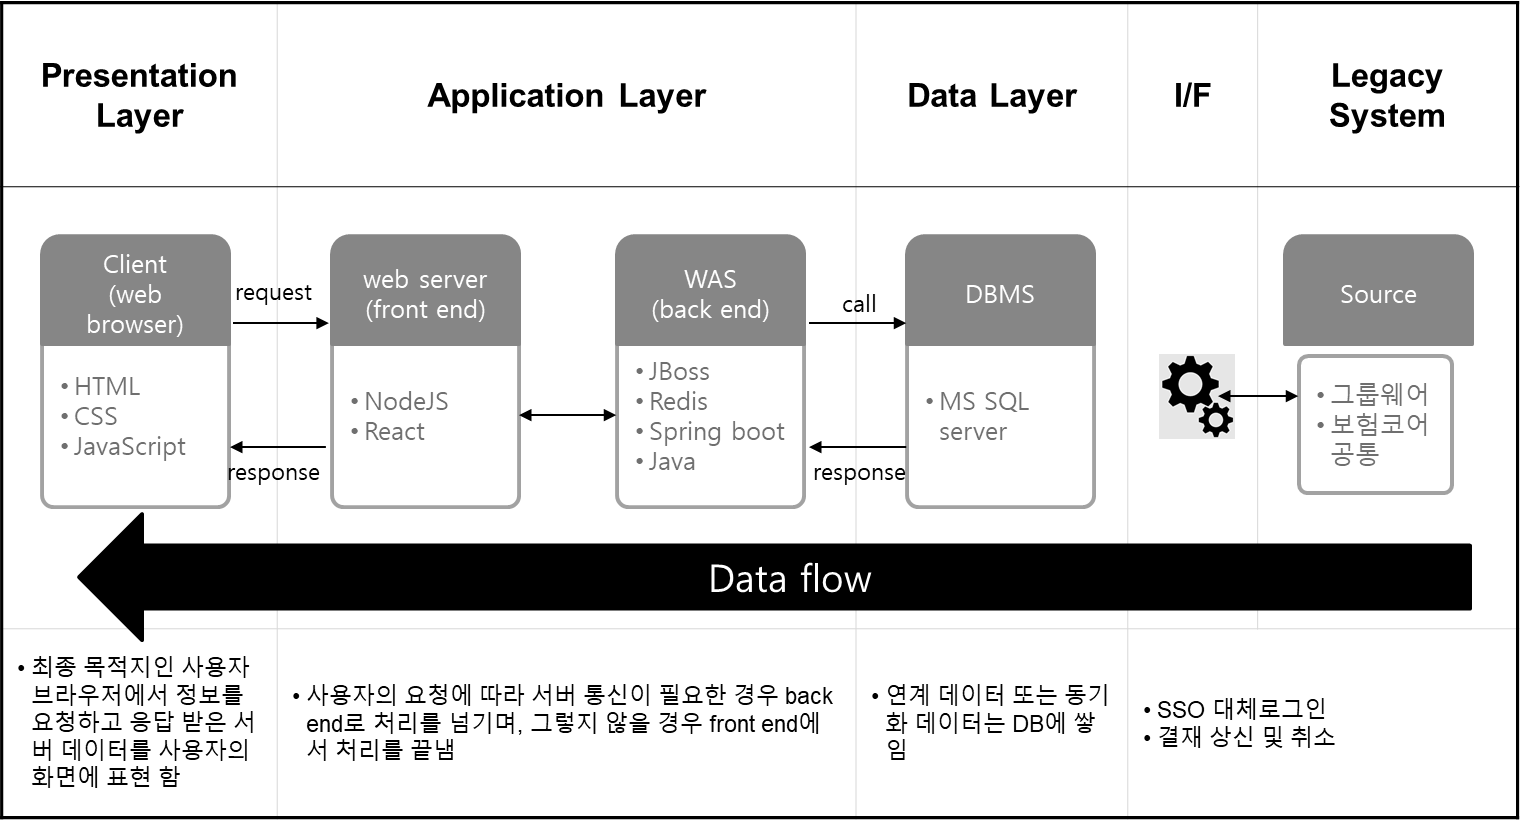 Presentation
Layer
Application Layer
Data Layer
I/F
Legacy
System
Client
(web
browser)
• HTML
• CSS
• JavaScript
request
response
web server
(front end)
• NodeJS
• React
WAS
(back end)
• JBoss
• Redis
• Spring boot
• Java
call
response
DBMS
• MS SQL
server
Source
• 그룹웨어
• 보험코어
공통
Data flow
• 최종 목적지인 사용자
브라우저에서 정보를
요청하고 응답 받은 서
버 데이터를 사용자의
화면에 표현 함
• 사용자의 요청에 따라 서버 통신이 필요한 경우 back
end로 처리를 넘기며, 그렇지 않을 경우 front end에
서 처리를 끝냄
• 연계 데이터 또는 동기
화 데이터는 DB에 쌓
임
• SSO 대체로그인
• 결재 상신 및 취소